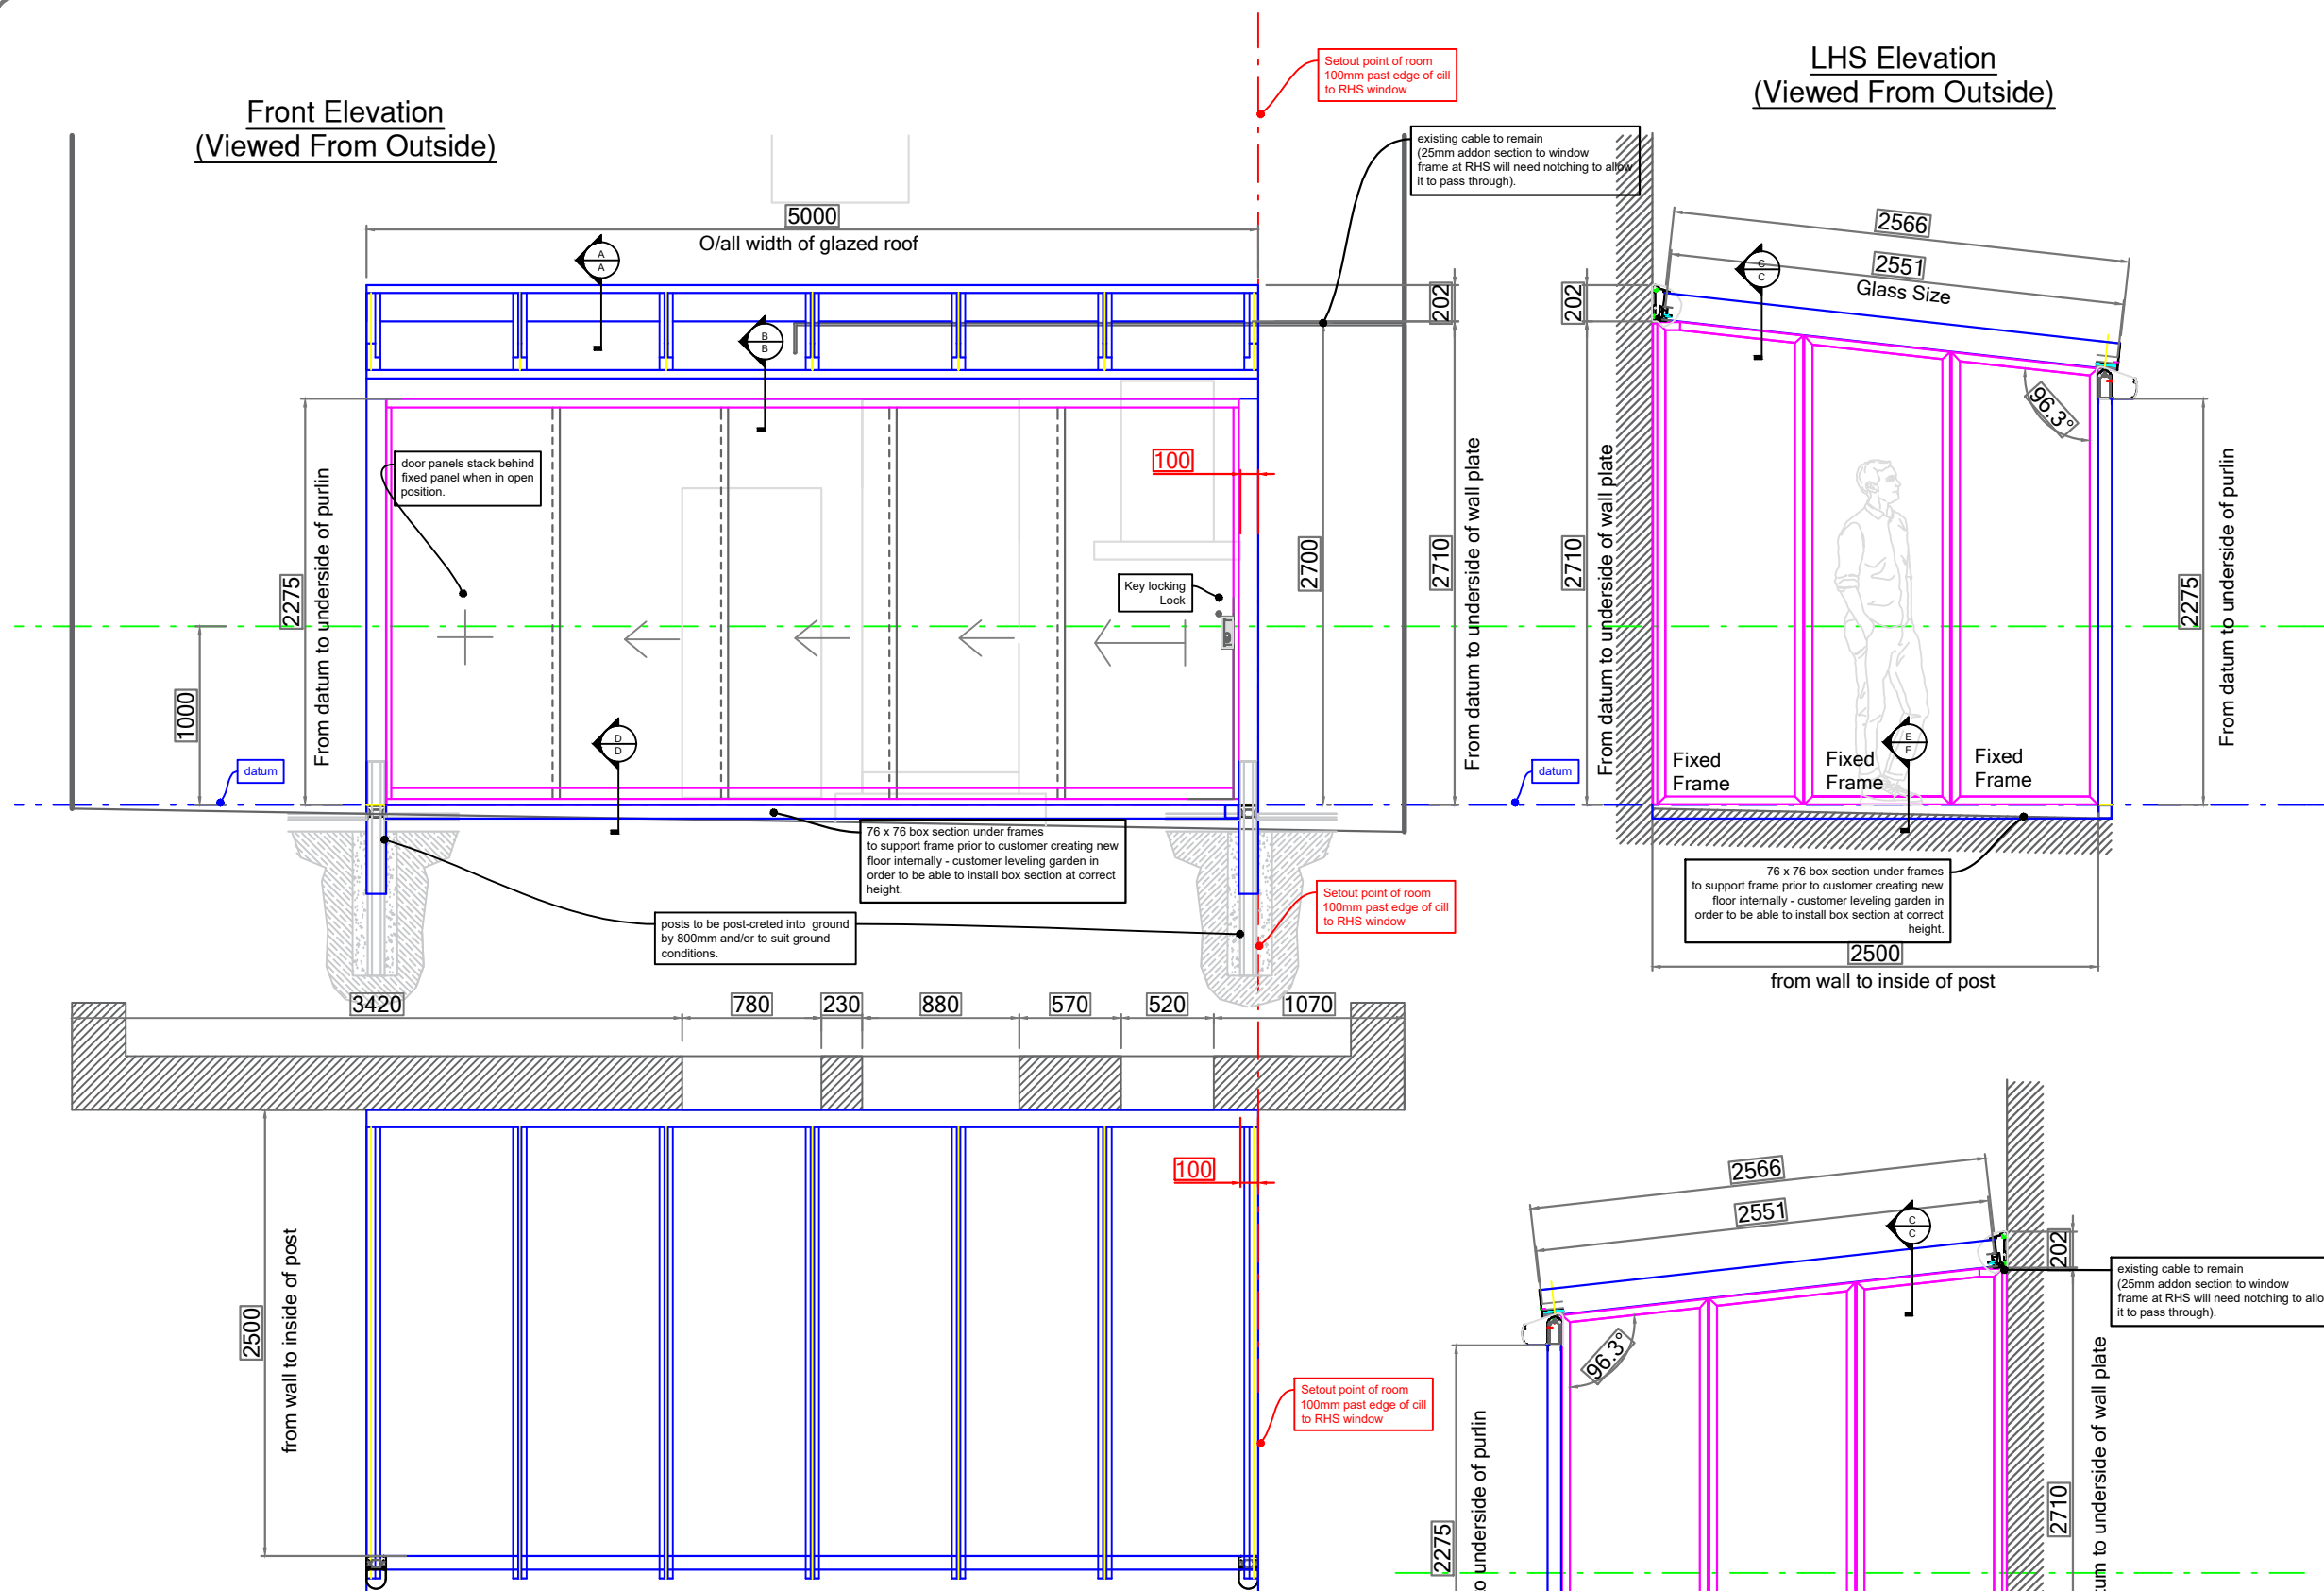 Front Elevation
(Viewed From Outside)
Setout point of room
100mm past edge of cill
to RHS window
LHS Elevation
(Viewed From Outside)
existing cable to remain
(25mm addon section to window
frame at RHS will need notching to allow
it to pass through).
5000
O/all width of glazed roof
A
A
B
B
202
202
2566
2551
Glass Size
C
C
96.3°
door panels stack behind
fixed panel when in open
position.
100
Key locking
Lock
2275
From datum to underside of purlin
1000
datum
2700
2710
From datum to underside of wall plate
2710
From datum to underside of wall plate
2275
From datum to underside of purlin
D
D
E
E
Fixed
Frame
Fixed
Frame
Fixed
Frame
datum
76 x 76 box section under frames
to support frame prior to customer creating new
floor internally - customer leveling garden in
order to be able to install box section at correct
height.
76 x 76 box section under frames
to support frame prior to customer creating new
floor internally - customer leveling garden in
order to be able to install box section at correct
height.
posts to be post-creted into ground
by 800mm and/or to suit ground
conditions.
Setout point of room
100mm past edge of cill
to RHS window
2500
from wall to inside of post
3420
780
230
880
570
520
1070
100
2500
from wall to inside of post
Setout point of room
100mm past edge of cill
to RHS window
2566
2551
C
C
202
existing cable to remain
(25mm addon section to window
frame at RHS will need notching to allo
it to pass through).
96.3°
2275
to underside of purlin
2710
tum to underside of wall plate